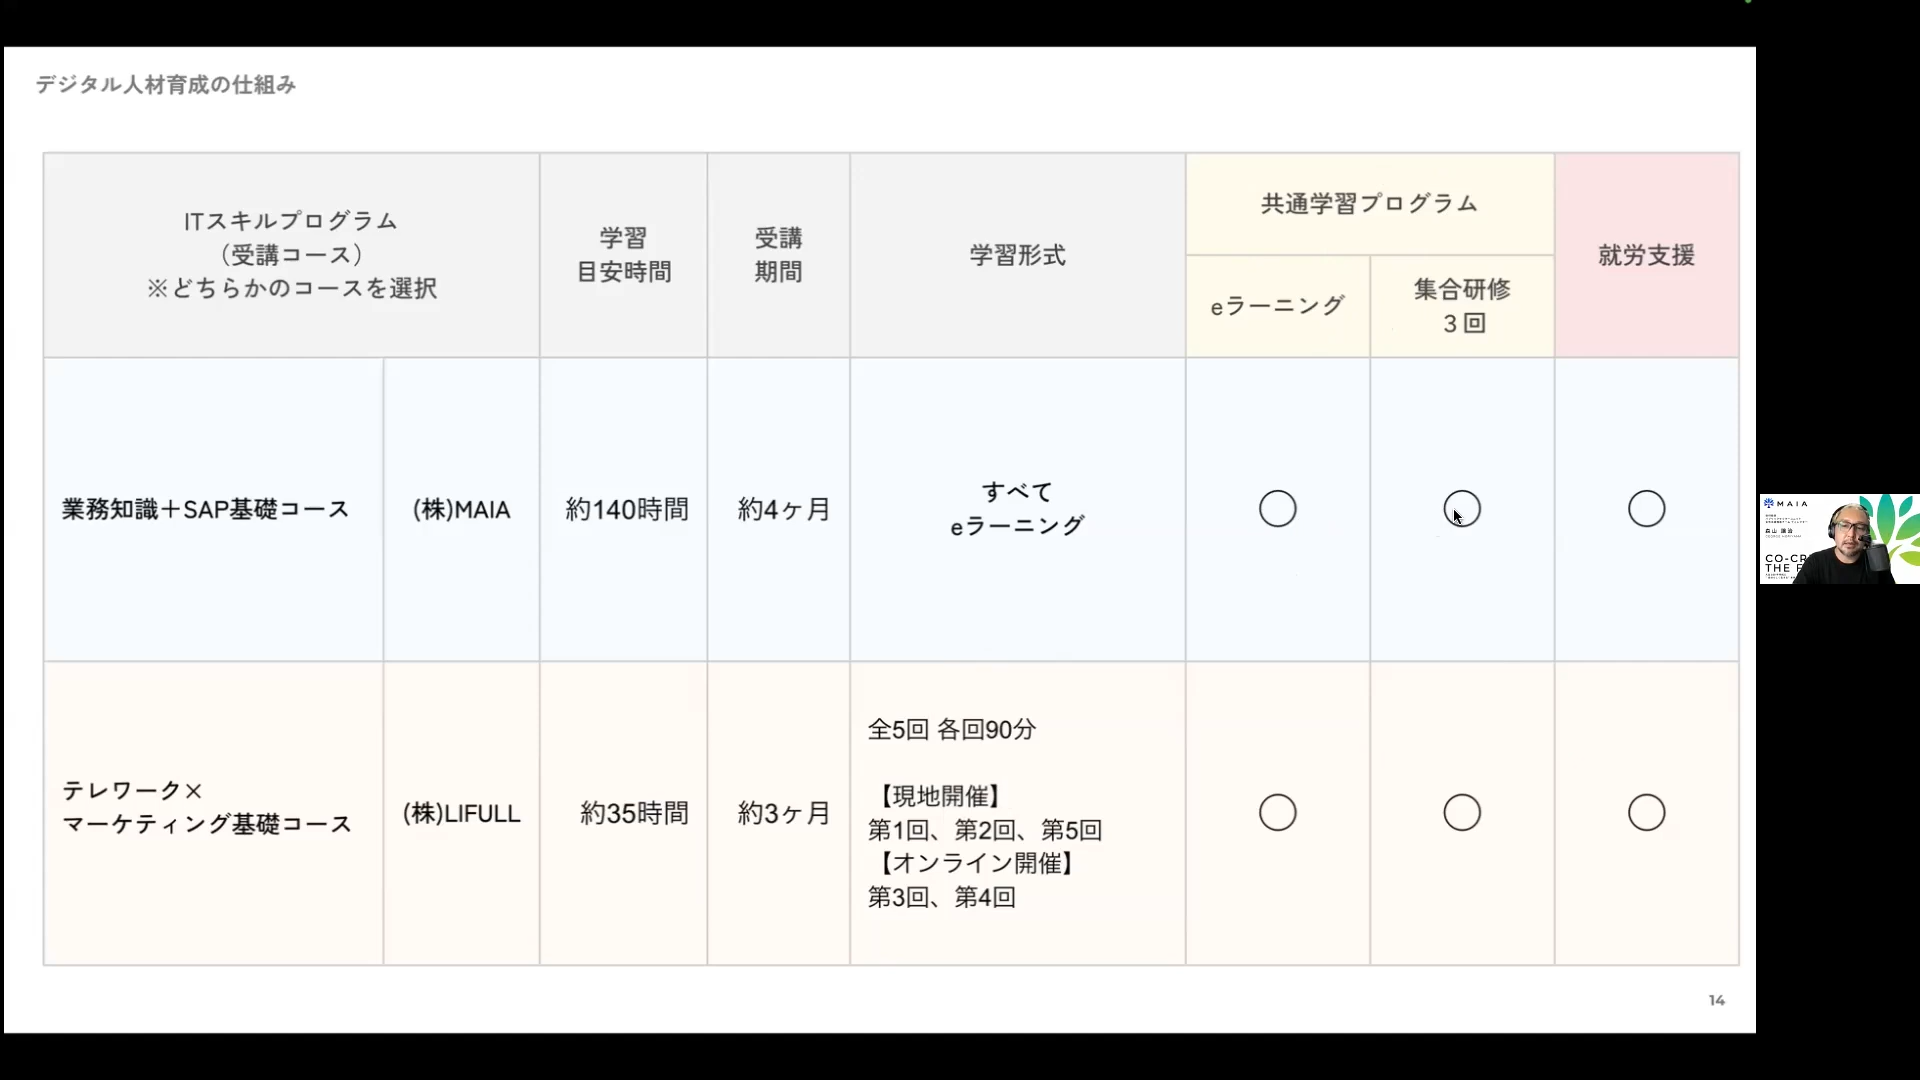 デジタル人材育成の仕組み
ITスキルプログラム
（受講コース）
※どちらかのコースを選択
学習
目安時間
受講
期間
学習形式
共通学習プログラム
eラーニング
集合研修
３回
就労支援
業務知識＋SAP基礎コース
(株)MAIA
約140時間
約4ヶ月
すべて
eラーニング
◯
◯
◯
テレワーク×
マーケティング基礎コース
(株)LIFULL
約35時間
約3ヶ月
全5回 各回90分
【現地開催】
第1回、第2回、第5回
【オンライン開催】
第3回、第4回
◯
◯
◯
14
MAIA
CO-CR
THE F